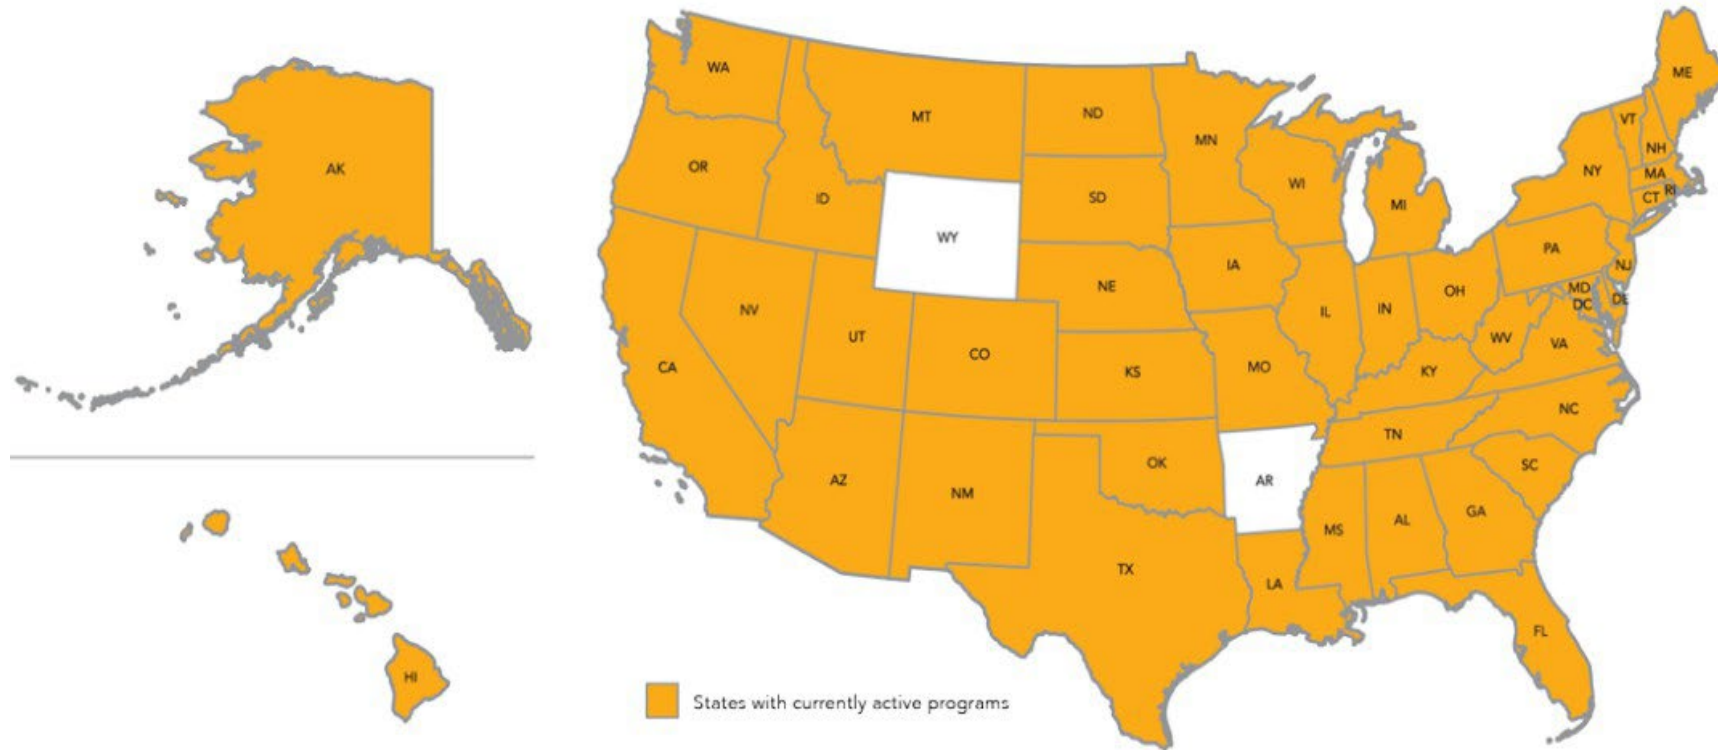 WA
MT
ND
MN
ME
VT
NH
AK
OR
ID
SD
WI
MI
NY
MA
CT
RI
WY
IA
NE
PA
NJ
OH
MD
DC
DE
IL
IN
WV
VA
NV
UT
CO
KS
MO
KY
CA
NC
TN
AZ
NM
OK
AR
SC
MS
AL
GA
TX
LA
FL
HI
States with currently active programs